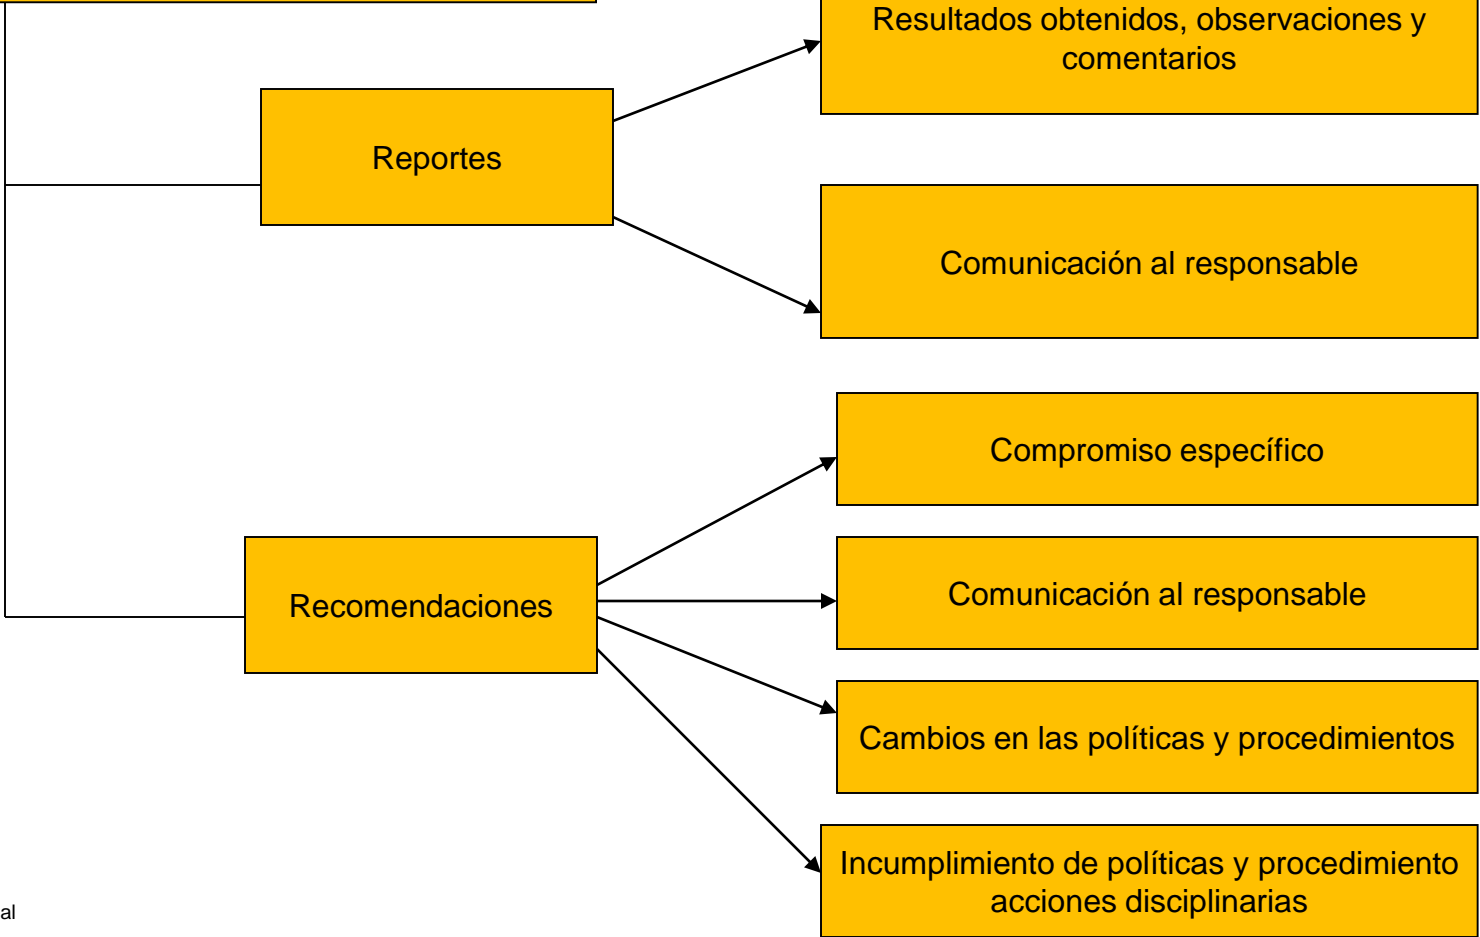 Resultados obtenidos, observaciones y
comentarios
Reportes
Comunicación al responsable
Compromiso específico
Recomendaciones
Comunicación al responsable
Cambios en las políticas y procedimientos
Incumplimiento de políticas y procedimiento
acciones disciplinarias
al